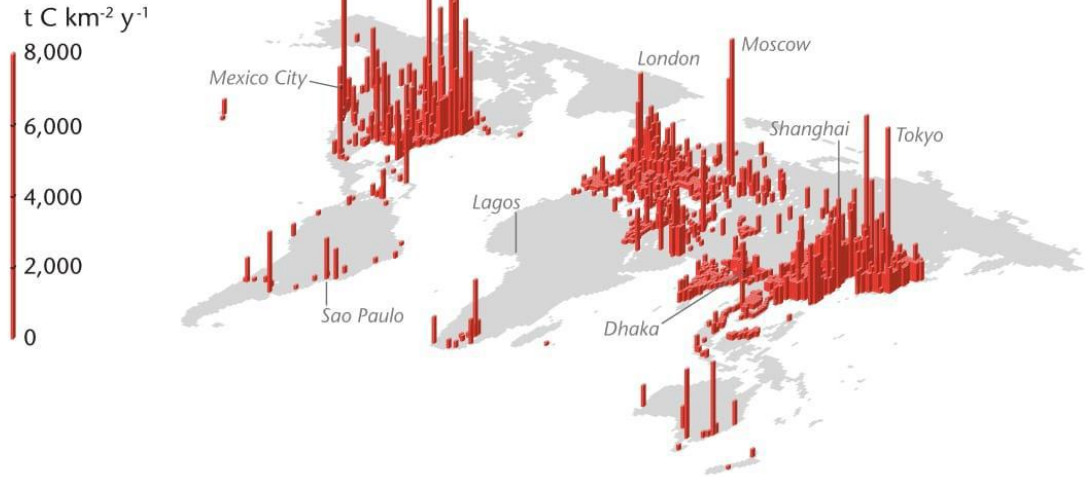 t C km⁻² y⁻¹
8,000
6,000
4,000
2,000
0
Mexico City
London
Moscow
Shanghai
Tokyo
Lagos
Sao Paulo
Dhaka